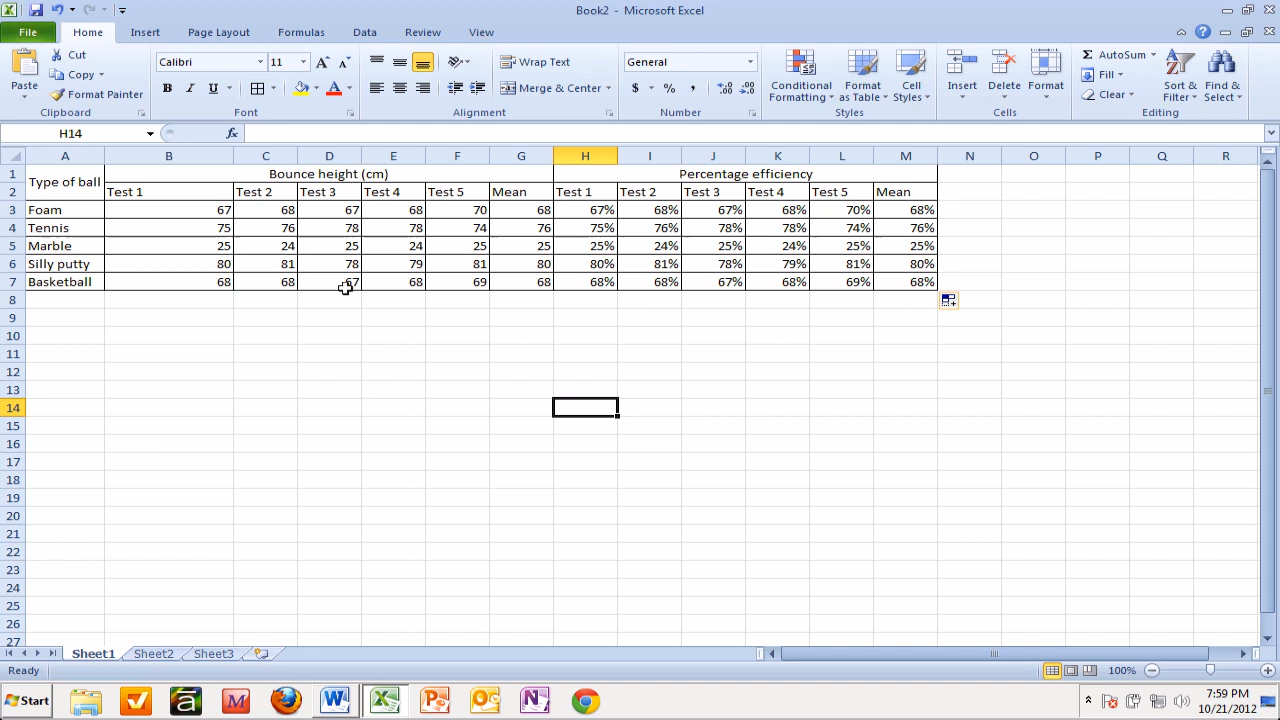 Book2 - Microsoft Excel
File Home Insert Page Layout Formulas Data Review View
Paste
Cut
Copy
Format Painter
Clipboard
Calibri 11
B I U
Font
Wrap Text
Merge & Center
Alignment
General
$ % ,
Number
Conditional Formatting
Format as Table
Cell Styles
Styles
Insert Delete Format
Cells
AutoSum
Fill
Clear
Sort & Filter
Find & Select
Editing
H14 fx
A B C D E F G H I J K L M N O P Q R
1 Type of ball Bounce height (cm) Percentage efficiency
2 Test 1 Test 2 Test 3 Test 4 Test 5 Mean Test 1 Test 2 Test 3 Test 4 Test 5 Mean
3 Foam 67 68 67 68 70 68 67% 68% 67% 68% 70% 68%
4 Tennis 75 76 78 78 74 76 75% 76% 78% 78% 74% 76%
5 Marble 25 24 25 24 25 25 25% 24% 25% 24% 25% 25%
6 Silly putty 80 81 78 79 81 80 80% 81% 78% 79% 81% 80%
7 Basketball 68 68 67 68 69 68 68% 68% 67% 68% 69% 68%
8
9
10
11
12
13
14
15
16
17
18
19
20
21
22
23
24
25
26
27
Sheet1 Sheet2 Sheet3
Ready 100%
Start 7:59 PM
10/21/2012